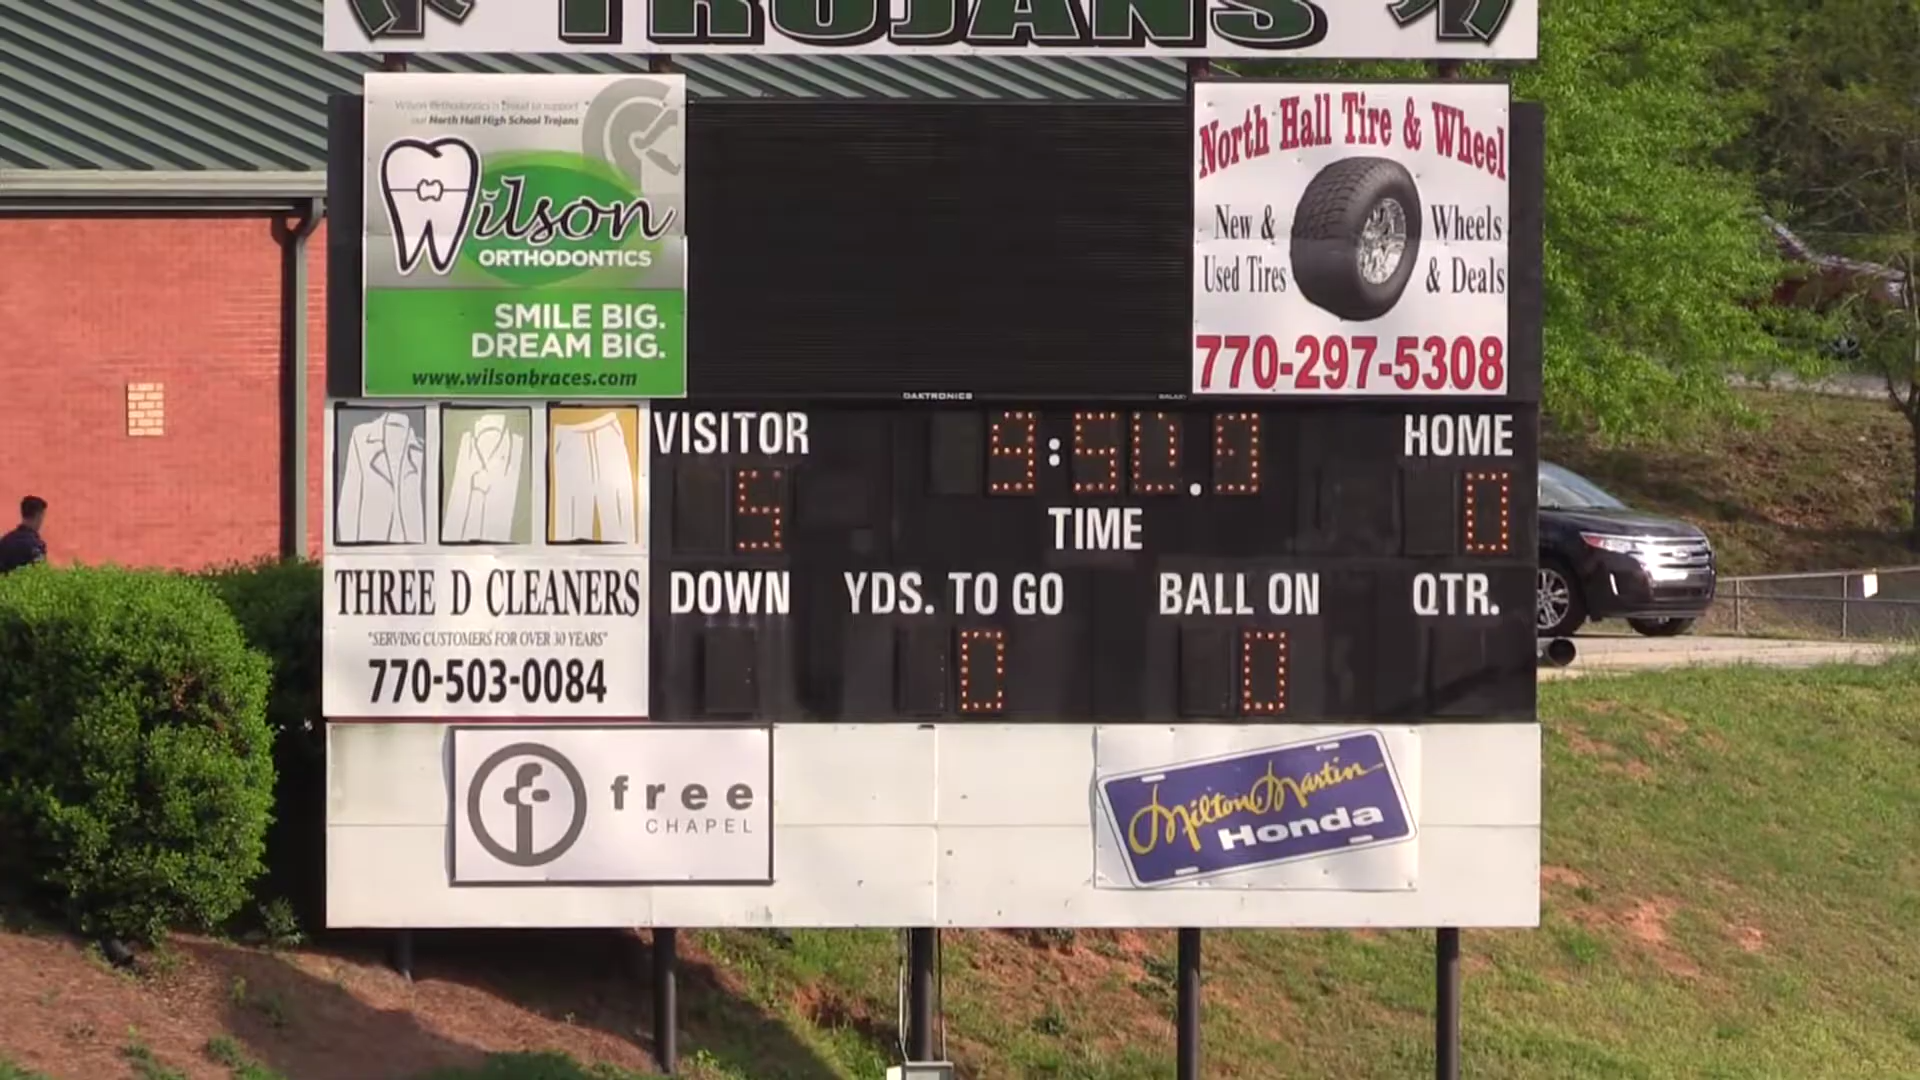 TROJANS
Wilson Orthodontics is proud to support
our North Hall High School Trojans
Wilson
ORTHODONTICS
SMILE BIG.
DREAM BIG.
www.wilsonbraces.com
North Hall Tire & Wheel
New & Used Tires
Wheels & Deals
770-297-5308
DAKTRONICS
GALAXY
VISITOR
5
TIME
HOME
0
DOWN
YDS. TO GO
0
BALL ON
0
QTR.
THREE D CLEANERS
"SERVING CUSTOMERS FOR OVER 30 YEARS"
770-503-0084
free
CHAPEL
Milton Martin
Honda